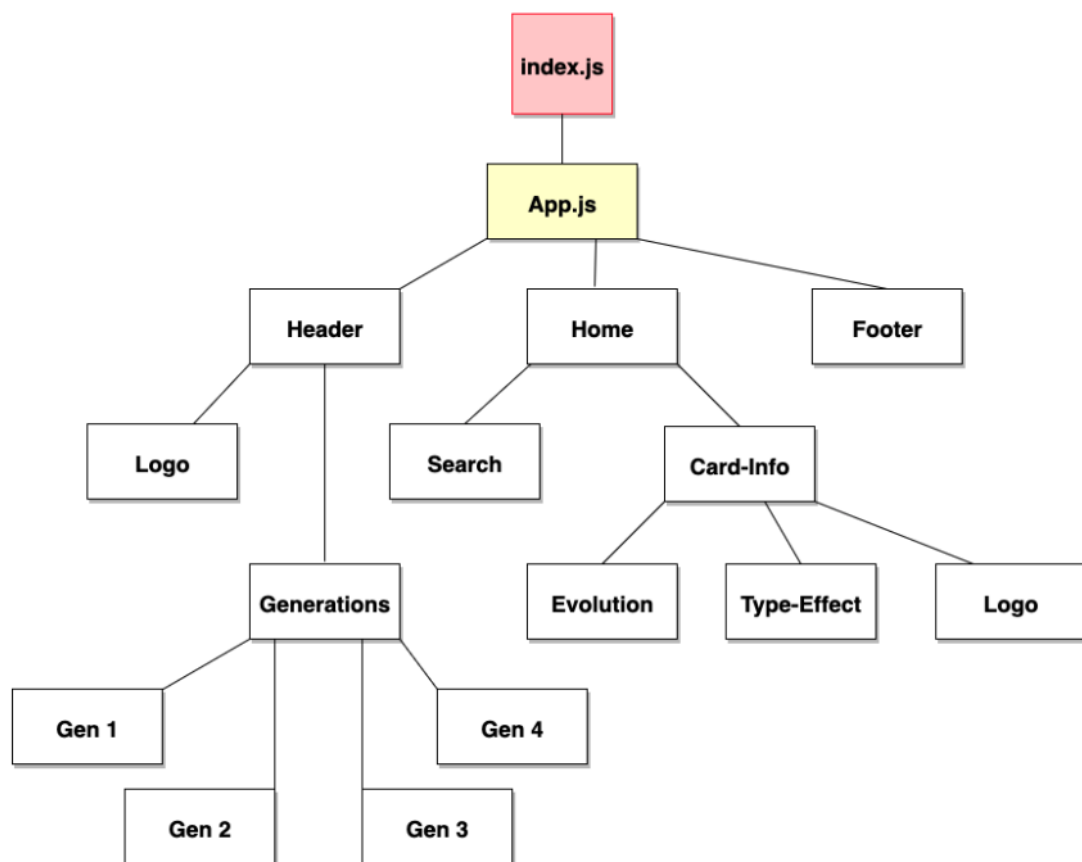 index.js
App.js
Header
Home
Footer
Logo
Search
Card-Info
Generations
Evolution
Type-Effect
Logo
Gen 1
Gen 4
Gen 2
Gen 3